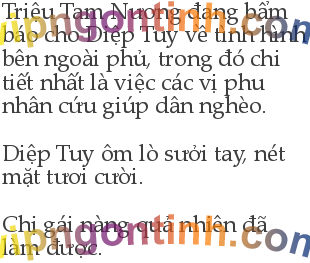 Triệu Tam Nương đang bẩm
báo cho Diệp Tuy về tình hình
bên ngoài phủ, trong đó chi
tiết nhất là việc các vị phu
nhân cứu giúp dân nghèo.
Diệp Tuy ôm lò sưởi tay, nét
mặt tươi cười.
Chị gái nàng quả nhiên đã
làm được.